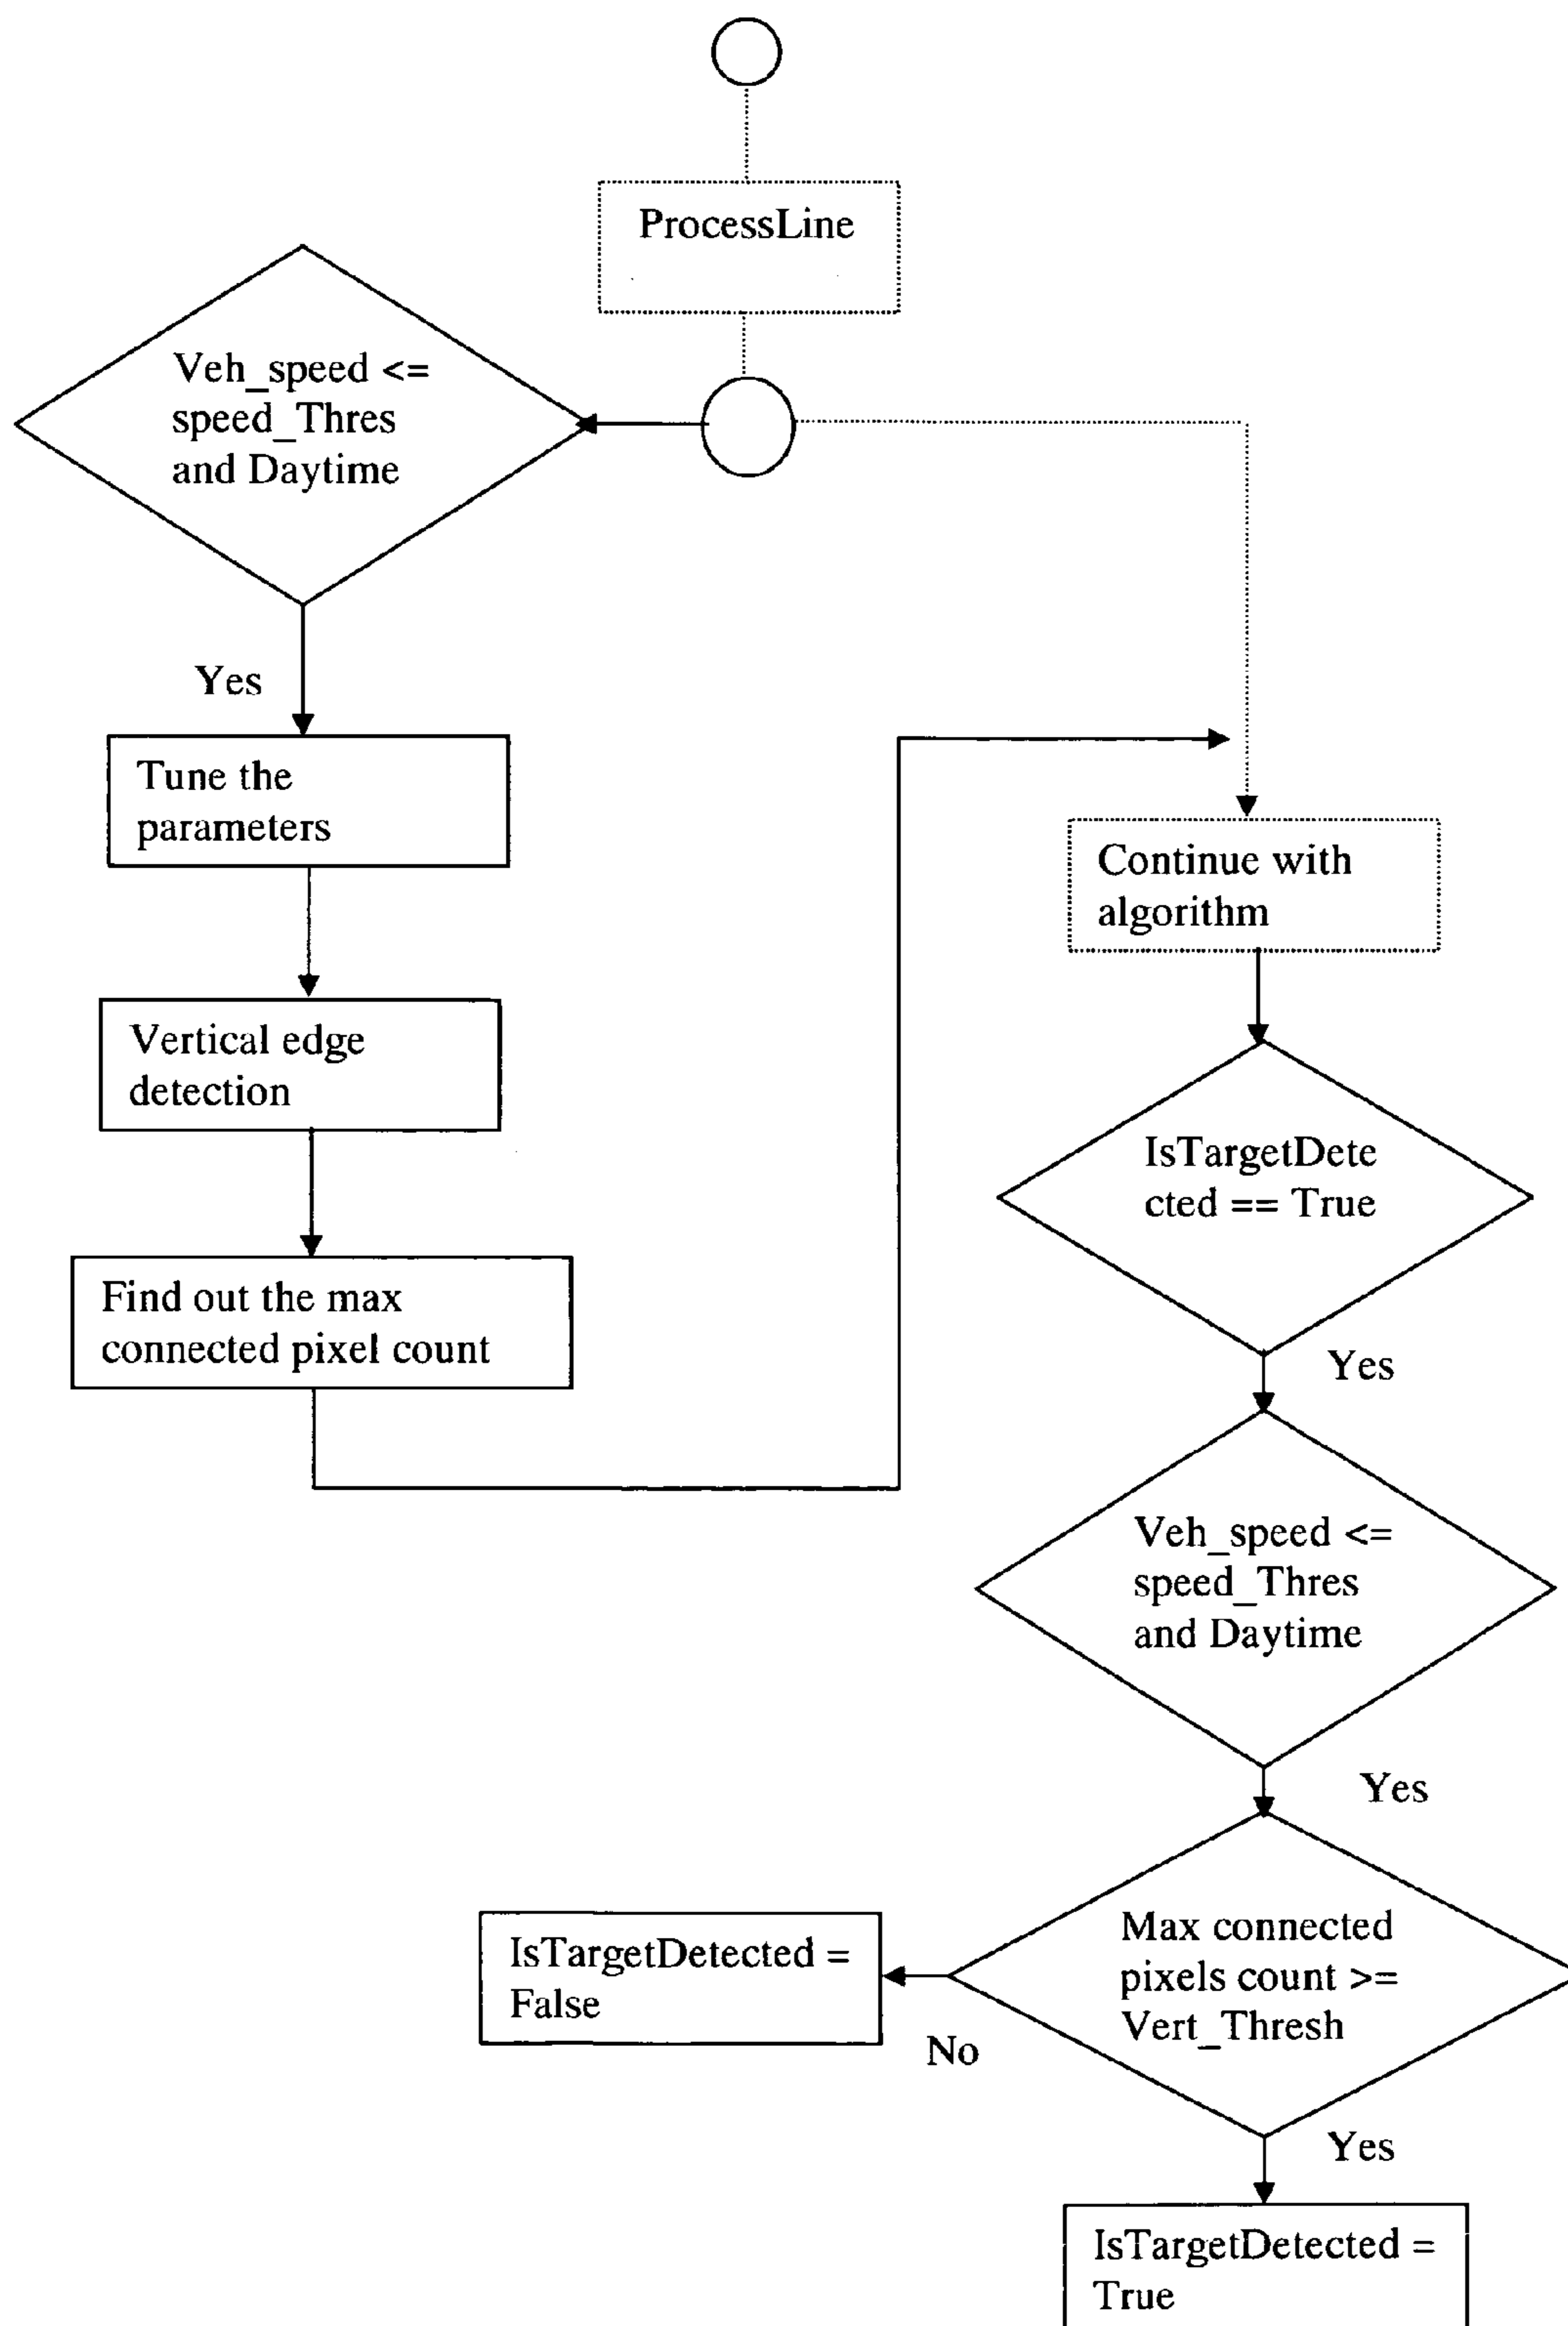 ProcessLine
Veh_speed <=
speed_Thres
and Daytime
Yes
Tune the
parameters
Vertical edge
detection
Find out the max
connected pixel count
Continue with
algorithm
IsTargetDete
cted == True
Yes
Veh_speed <=
speed_Thres
and Daytime
Yes
Max connected
pixels count >=
Vert_Thresh
No
IsTargetDetected =
False
Yes
IsTargetDetected =
True